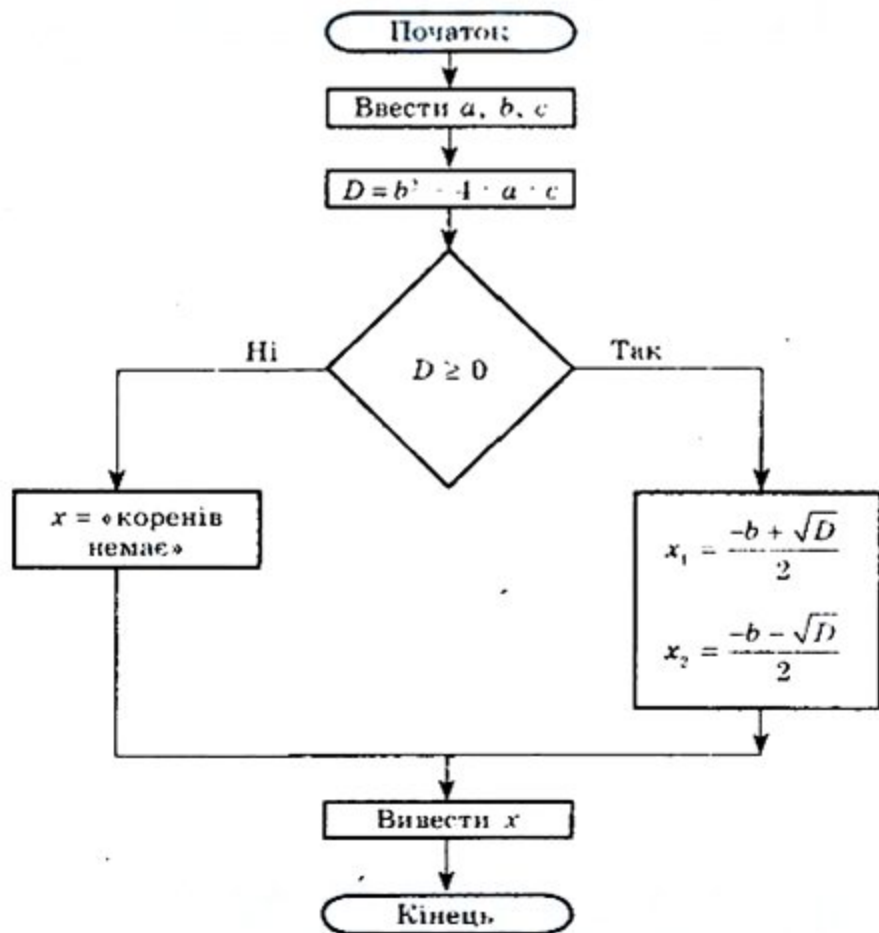 Початок
Ввести a, b, c
D = b² - 4 · a · c
D ≥ 0
Ні
Так
x = «коренів
немає»
x₁ = (-b + √D) / 2
x₂ = (-b - √D) / 2
Вивести x
Кінець